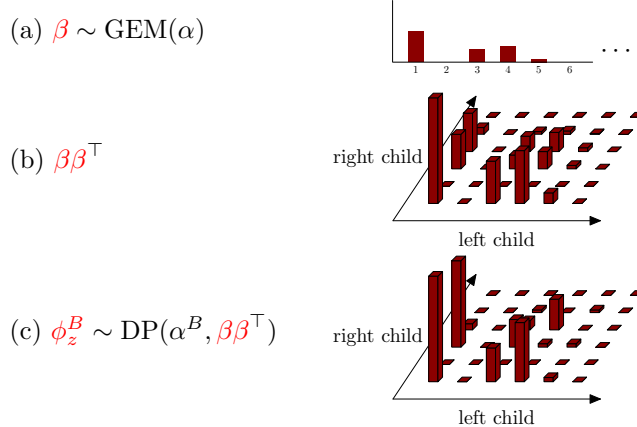 (a) β ∼ GEM(α)
1 2 3 4 5 6 ···
(b) ββ⊤
right child
left child
(c) ϕ_z^B ∼ DP(α^B, ββ⊤)
right child
left child